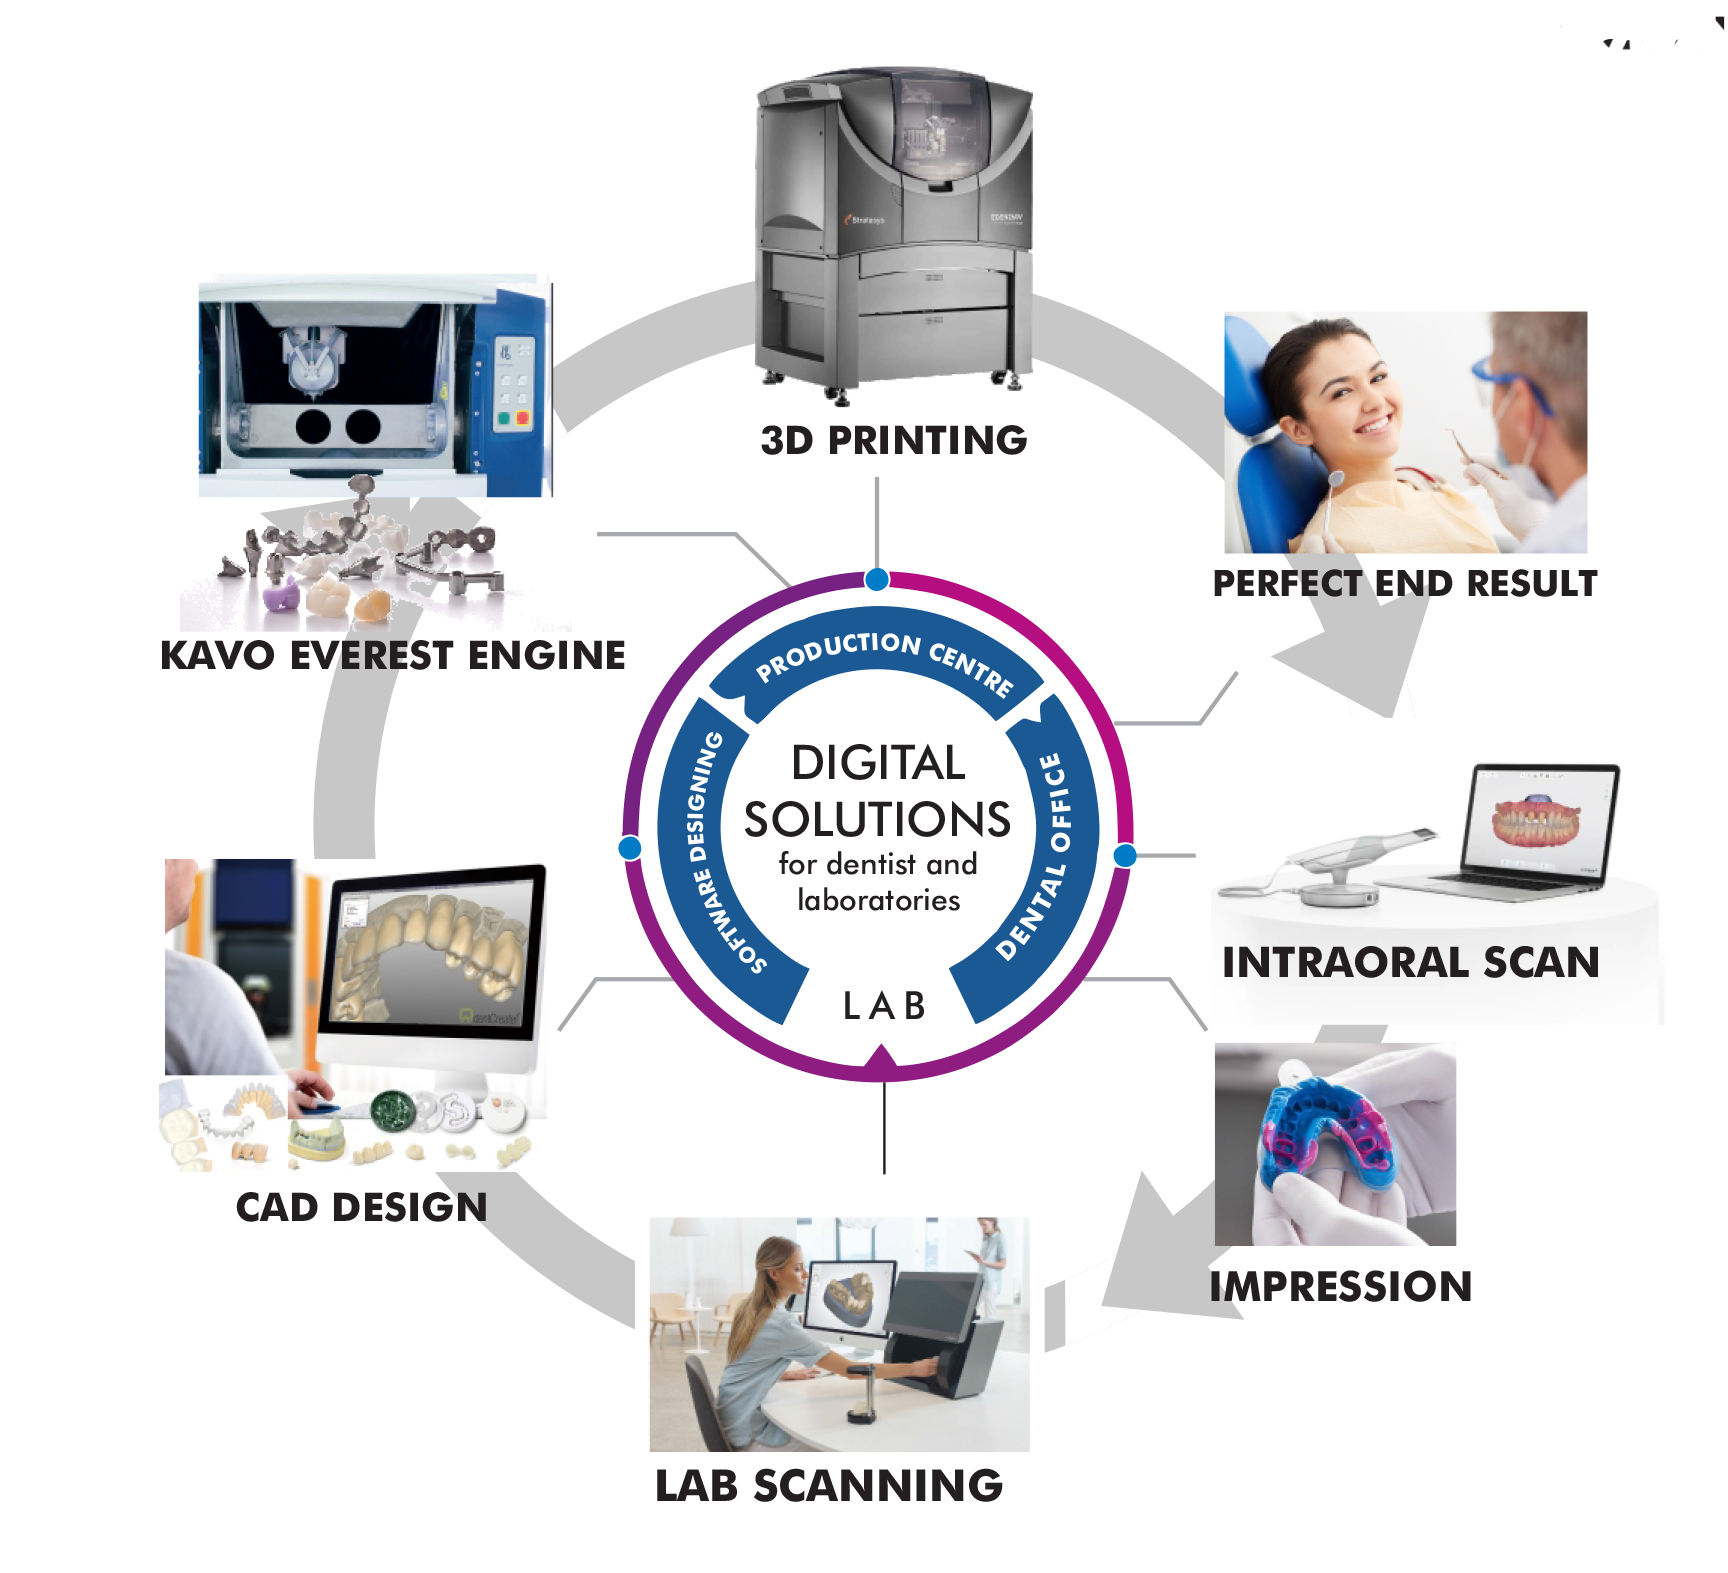 Stratasys
3D PRINTING
PERFECT END RESULT
KAVO EVEREST ENGINE
PRODUCTION CENTRE
SOFTWARE DESIGNING
DENTAL OFFICE
DIGITAL
SOLUTIONS
for dentist and
laboratories
LAB
INTRAORAL SCAN
CAD DESIGN
IMPRESSION
LAB SCANNING